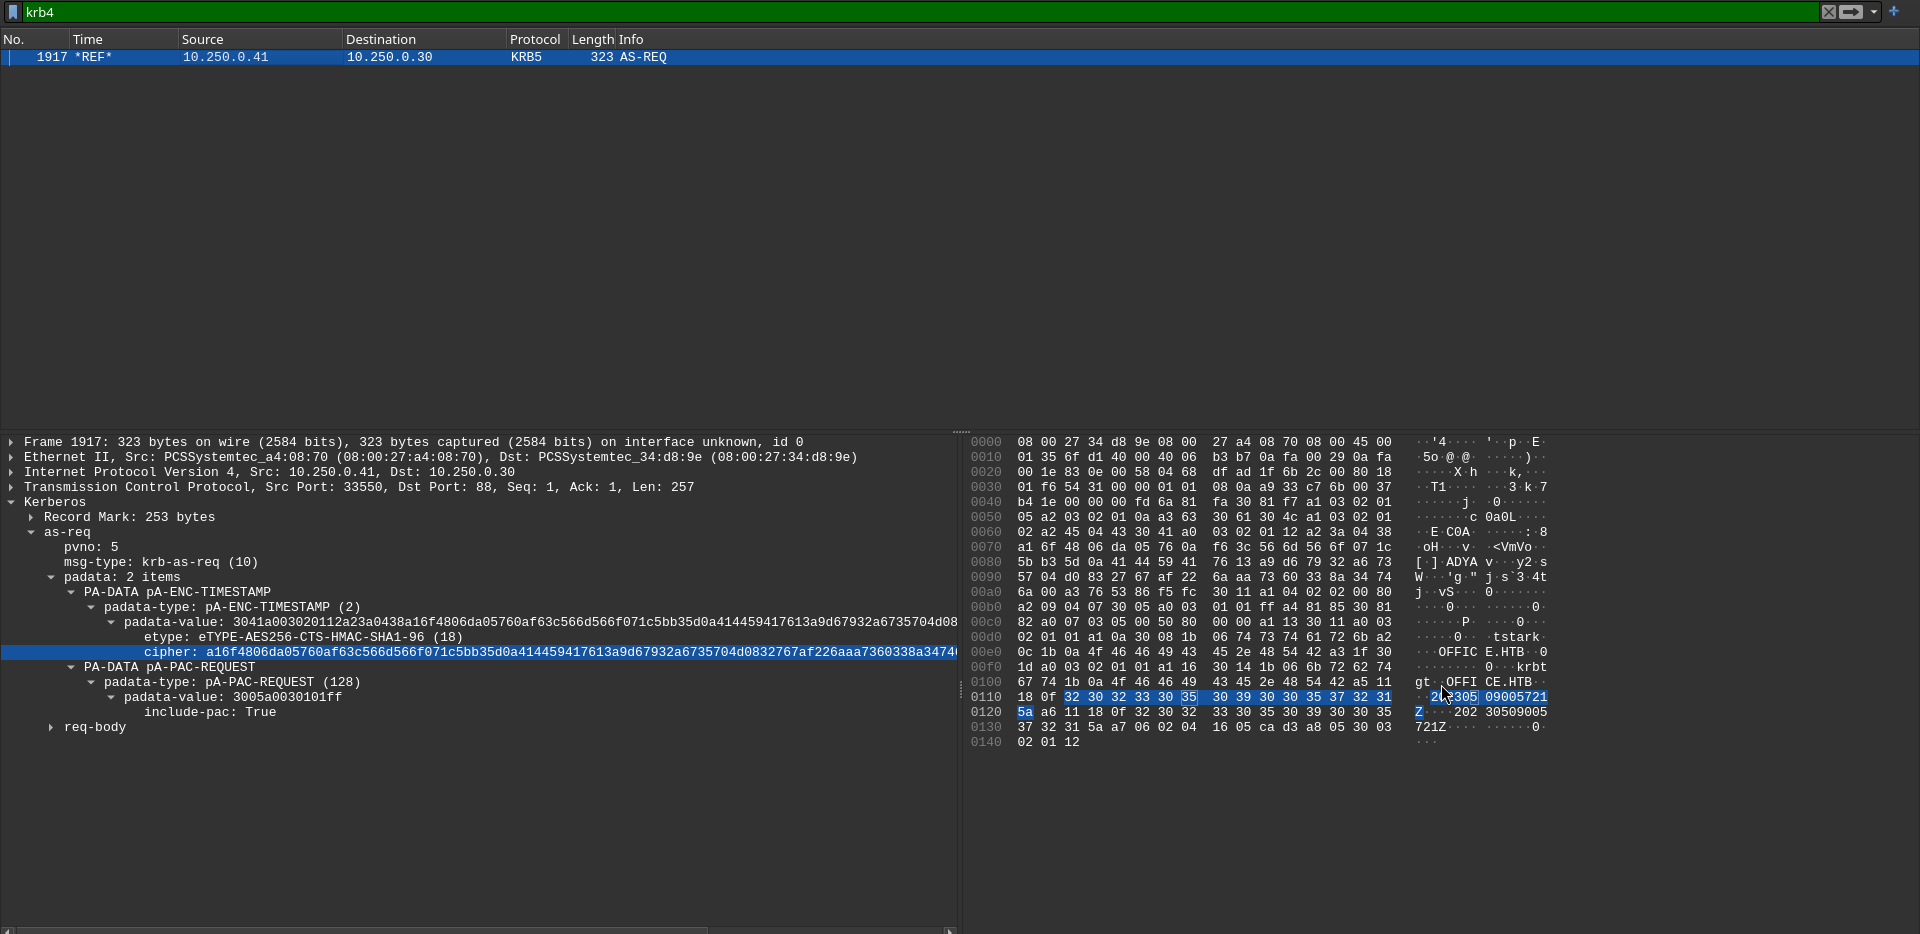 krb4
No. Time Source Destination Protocol Length Info
1917 *REF* 10.250.0.41 10.250.0.30 KRB5 323 AS-REQ
Frame 1917: 323 bytes on wire (2584 bits), 323 bytes captured (2584 bits) on interface unknown, id 0
Ethernet II, Src: PCSSystemtec_a4:08:70 (08:00:27:a4:08:70), Dst: PCSSystemtec_34:d8:9e (08:00:27:34:d8:9e)
Internet Protocol Version 4, Src: 10.250.0.41, Dst: 10.250.0.30
Transmission Control Protocol, Src Port: 33550, Dst Port: 88, Seq: 1, Ack: 1, Len: 257
Kerberos
Record Mark: 253 bytes
as-req
pvno: 5
msg-type: krb-as-req (10)
padata: 2 items
PA-DATA pA-ENC-TIMESTAMP
padata-type: pA-ENC-TIMESTAMP (2)
padata-value: 3041a003020112a23a0438a16f4806da05760af63c566d566f071c5bb35d0a414459417613a9d67932a6735704d08
etype: eTYPE-AES256-CTS-HMAC-SHA1-96 (18)
cipher: a16f4806da05760af63c566d566f071c5bb35d0a414459417613a9d67932a6735704d0832767af226aaa7360338a3474
PA-DATA pA-PAC-REQUEST
padata-type: pA-PAC-REQUEST (128)
padata-value: 3005a0030101ff
include-pac: True
req-body
0000 08 00 27 34 d8 9e 08 00 27 a4 08 70 08 00 45 00 ··'4···· '··p··E·
0010 01 35 6f d1 40 00 40 06 b3 b7 0a fa 00 29 0a fa ·5o·@·@· ·····)··
0020 00 1e 83 0e 00 58 04 68 df ad 1f 6b 2c 00 80 18 ·····X·h ···k,···
0030 01 f6 54 31 00 00 01 01 08 0a a9 33 c7 6b 00 37 ··T1···· ···3·k·7
0040 b4 1e 00 00 00 fd 6a 81 fa 30 81 f7 a1 03 02 01 ······j· ·0······
0050 05 a2 03 02 01 0a a3 63 30 61 30 4c a1 03 02 01 ·······c 0a0L····
0060 02 a2 45 04 43 30 41 a0 03 02 01 12 a2 3a 04 38 ··E·C0A· ·····:·8
0070 a1 6f 48 06 da 05 76 0a f6 3c 56 6d 56 6f 07 1c ·oH···v· ·<VmVo··
0080 5b b3 5d 0a 41 44 59 41 76 13 a9 d6 79 32 a6 73 [·]·ADYA v···y2·s
0090 57 04 d0 83 27 67 af 22 6a aa 73 60 33 8a 34 74 W···'g·" j·s`3·4t
00a0 6a 00 a3 76 53 86 f5 fc 30 11 a1 04 02 02 00 80 j··vS··· 0·······
00b0 a2 09 04 07 30 05 a0 03 01 01 ff a4 81 85 30 81 ····0··· ······0·
00c0 82 a0 07 03 05 00 50 80 00 00 a1 13 30 11 a0 03 ······P· ····0···
00d0 02 01 01 a1 0a 30 08 1b 06 74 73 74 61 72 6b a2 ·····0·· ·tstark·
00e0 0c 1b 0a 4f 46 46 49 43 45 2e 48 54 42 a3 1f 30 ···OFFIC E.HTB··0
00f0 1d a0 03 02 01 01 a1 16 30 14 1b 06 6b 72 62 74 ········ 0···krbt
0100 67 74 1b 0a 4f 46 46 49 43 45 2e 48 54 42 a5 11 gt··OFFI CE.HTB··
0110 18 0f 32 30 32 33 30 35 30 39 30 30 35 37 32 31 ··202305 09005721
0120 5a a6 11 18 0f 32 30 32 33 30 35 30 39 30 30 35 Z····202 30509005
0130 37 32 31 5a a7 06 02 04 16 05 ca d3 a8 05 30 03 721Z···· ······0·
0140 02 01 12 ···